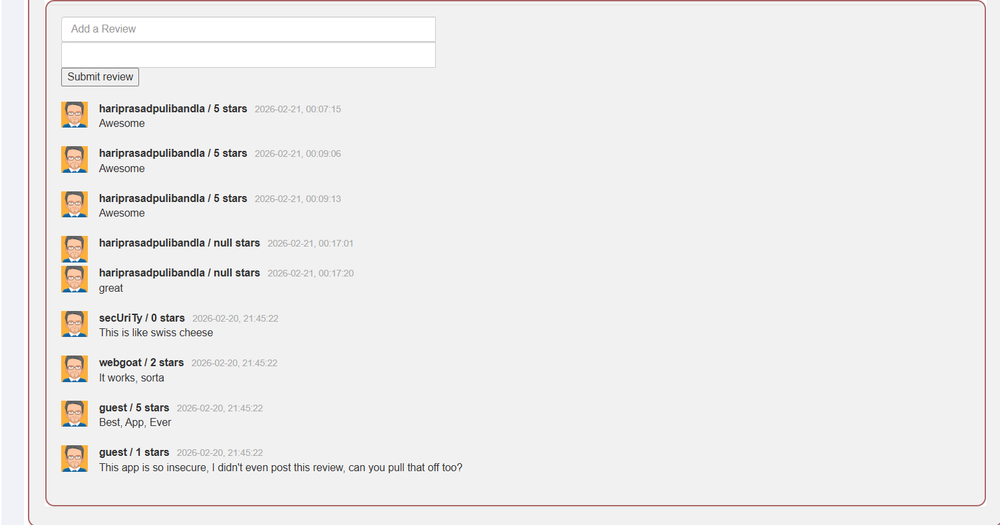 Add a Review
Submit review
hariprasadpulibandla / 5 stars 2026-02-21, 00:07:15
Awesome
hariprasadpulibandla / 5 stars 2026-02-21, 00:09:06
Awesome
hariprasadpulibandla / 5 stars 2026-02-21, 00:09:13
Awesome
hariprasadpulibandla / null stars 2026-02-21, 00:17:01
hariprasadpulibandla / null stars 2026-02-21, 00:17:20
great
secUriTy / 0 stars 2026-02-20, 21:45:22
This is like swiss cheese
webgoat / 2 stars 2026-02-20, 21:45:22
It works, sorta
guest / 5 stars 2026-02-20, 21:45:22
Best, App, Ever
guest / 1 stars 2026-02-20, 21:45:22
This app is so insecure, I didn't even post this review, can you pull that off too?